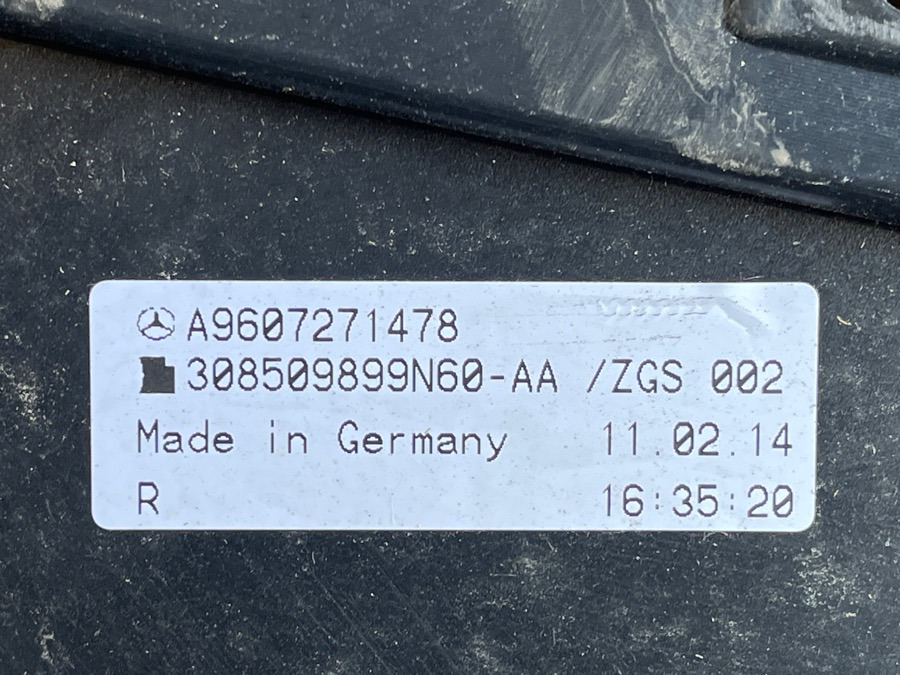 A9607271478
308509899N60-AA /ZGS 002
Made in Germany 11.02.14
R 16:35:20